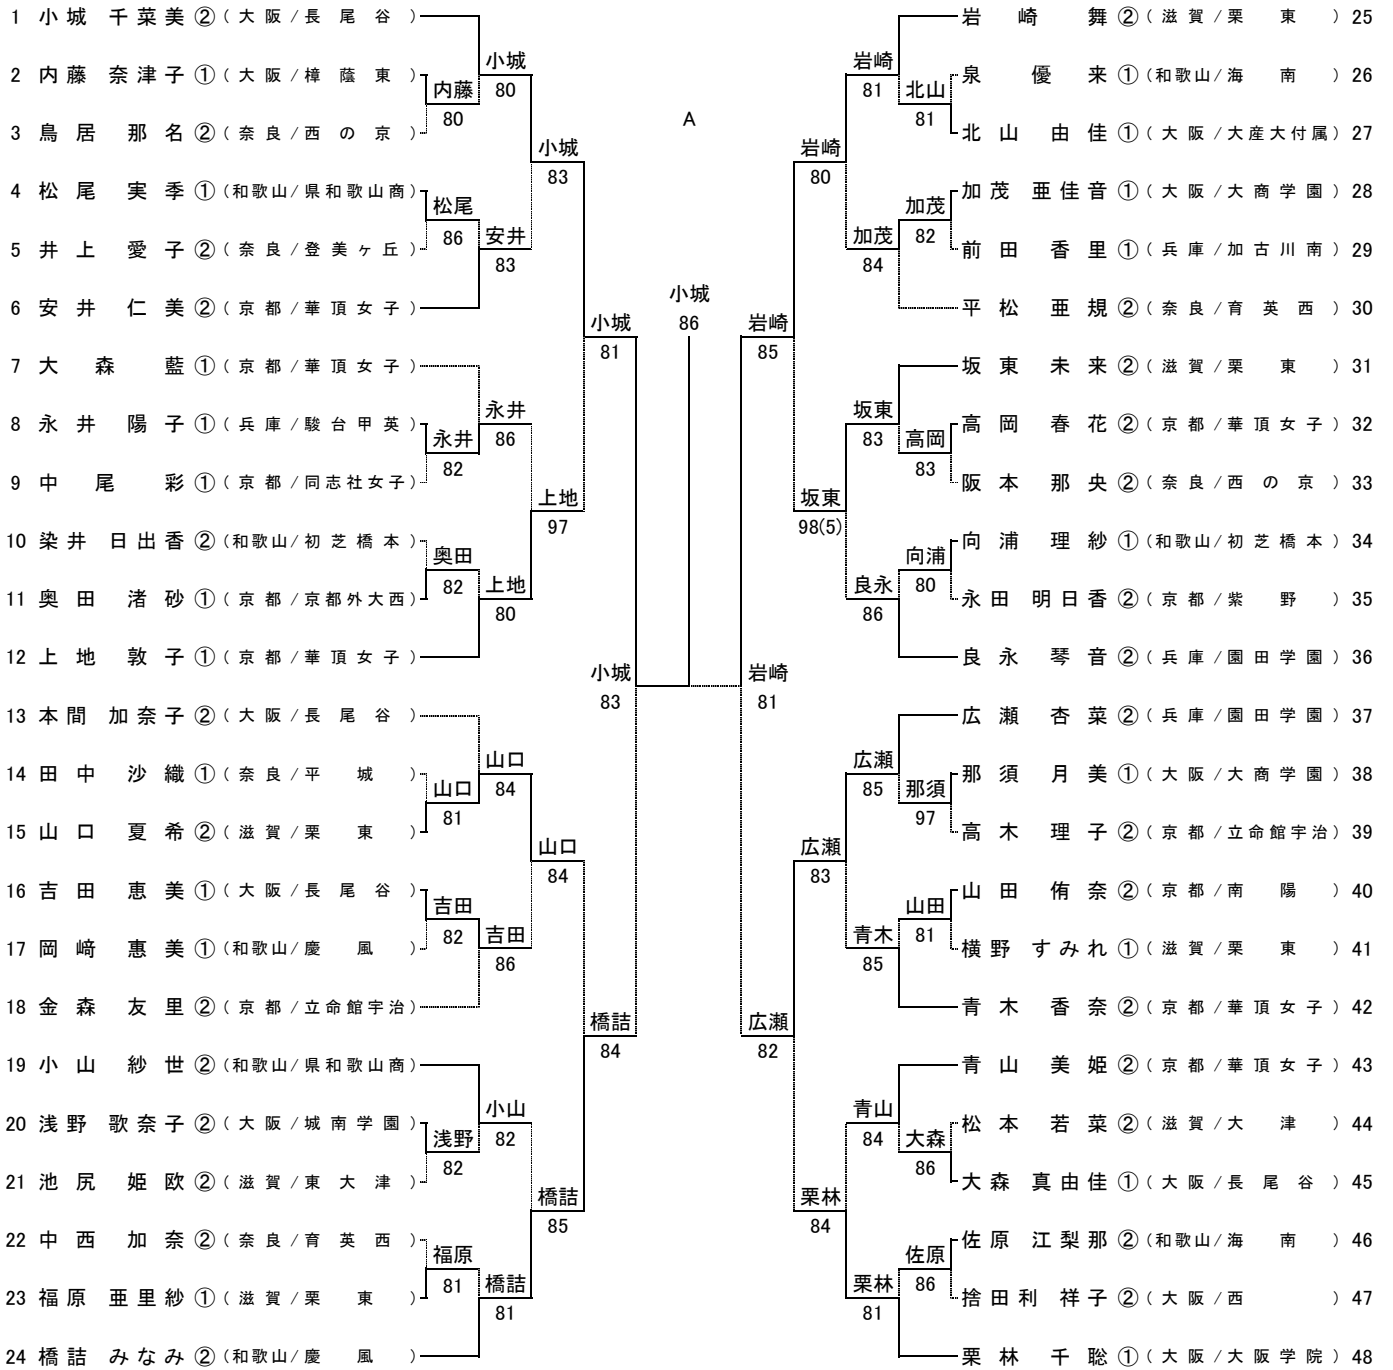 1 小城 千菜美 ② (大阪/長尾谷)
2 内藤 奈津子 ① (大阪/樟蔭東)
3 鳥居 那名 ② (奈良/西の京)
4 松尾 実季 ① (和歌山/県和歌山商)
5 井上 愛子 ② (奈良/登美ヶ丘)
6 安井 仁美 ② (京都/華頂女子)
7 大森 藍 ① (京都/華頂女子)
8 永井 陽子 ① (兵庫/駿台甲英)
9 中尾 彩 ① (京都/同志社女子)
10 染井 日出香 ② (和歌山/初芝橋本)
11 奥田 渚砂 ① (京都/京都外大西)
12 上地 敦子 ① (京都/華頂女子)
13 本間 加奈子 ② (大阪/長尾谷)
14 田中 沙織 ① (奈良/平城)
15 山口 夏希 ② (滋賀/栗東)
16 吉田 恵美 ① (大阪/長尾谷)
17 岡﨑 惠美 ① (和歌山/慶風)
18 金森 友里 ② (京都/立命館宇治)
19 小山 紗世 ② (和歌山/県和歌山商)
20 浅野 歌奈子 ② (大阪/城南学園)
21 池尻 姫欧 ② (滋賀/東大津)
22 中西 加奈 ② (奈良/育英西)
23 福原 亜里紗 ① (滋賀/栗東)
24 橋詰 みなみ ② (和歌山/慶風)
内藤
80
松尾
86
永井
82
奥田
82
山口
81
吉田
82
浅野
82
福原
81
小城
80
安井
83
永井
86
上地
80
山口
84
吉田
86
小山
82
橋詰
81
小城
83
上地
97
山口
84
橋詰
85
小城
81
橋詰
84
小城
83
A
小城
86
岩崎
81
岩崎
85
広瀬
82
岩崎
80
坂東
98(5)
広瀬
83
栗林
84
岩崎
81
加茂
84
坂東
83
良永
86
広瀬
85
青木
85
青山
84
栗林
81
北山
81
加茂
82
高岡
83
向浦
80
那須
97
山田
81
大森
86
佐原
86
岩崎 舞 ② (滋賀/栗東) 25
泉 優来 ① (和歌山/海南) 26
北山 由佳 ① (大阪/大産大付属) 27
加茂 亜佳音 ① (大阪/大商学園) 28
前田 香里 ① (兵庫/加古川南) 29
平松 亜規 ② (奈良/育英西) 30
坂東 未来 ② (滋賀/栗東) 31
高岡 春花 ② (京都/華頂女子) 32
阪本 那央 ② (奈良/西の京) 33
向浦 理紗 ① (和歌山/初芝橋本) 34
永田 明日香 ② (京都/紫野) 35
良永 琴音 ② (兵庫/園田学園) 36
広瀬 杏菜 ② (兵庫/園田学園) 37
那須 月美 ① (大阪/大商学園) 38
高木 理子 ② (京都/立命館宇治) 39
山田 侑奈 ② (京都/南陽) 40
横野 すみれ ① (滋賀/栗東) 41
青木 香奈 ② (京都/華頂女子) 42
青山 美姫 ② (京都/華頂女子) 43
松本 若菜 ② (滋賀/大津) 44
大森 真由佳 ① (大阪/長尾谷) 45
佐原 江梨那 ② (和歌山/海南) 46
捨田利 祥子 ② (大阪/西) 47
栗林 千聡 ① (大阪/大阪学院) 48